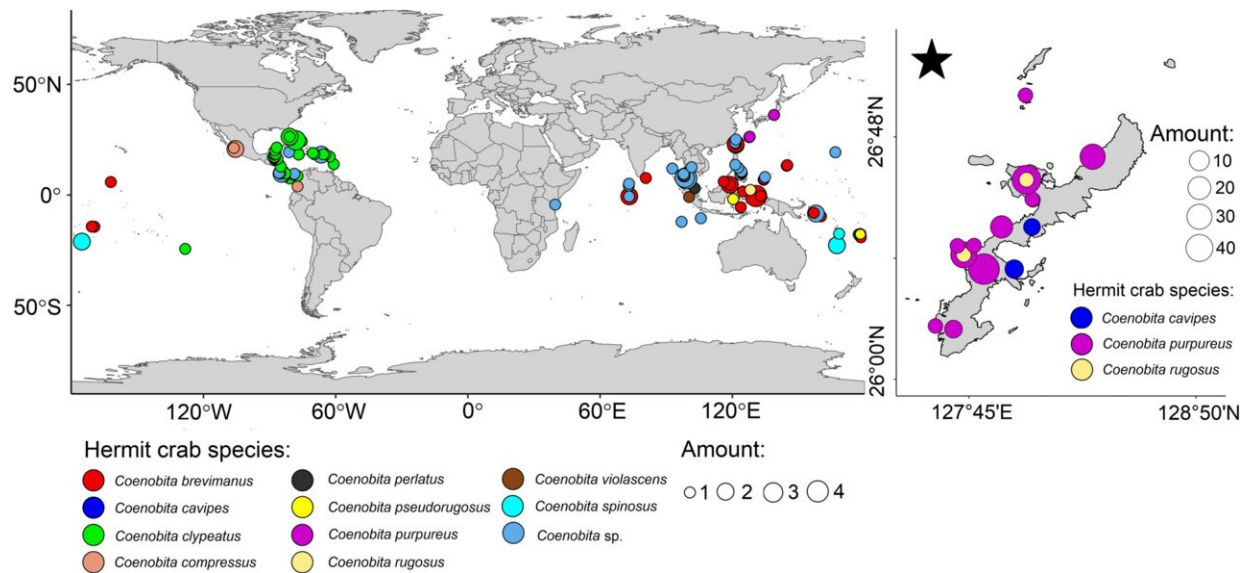 50°N
0°
50°S
120°W
60°W
0°
60°E
120°E
26°48'N
26°00'N
127°45'E
128°50'E
Amount:
10
20
30
40
Hermit crab species:
Coenobita cavipes
Coenobita purpureus
Coenobita rugosus
Hermit crab species:
Coenobita brevimanus
Coenobita cavipes
Coenobita clypeatus
Coenobita compressus
Coenobita perlatus
Coenobita pseudorugosus
Coenobita purpureus
Coenobita rugosus
Coenobita violascens
Coenobita spinosus
Coenobita sp.
Amount:
1 2 3 4